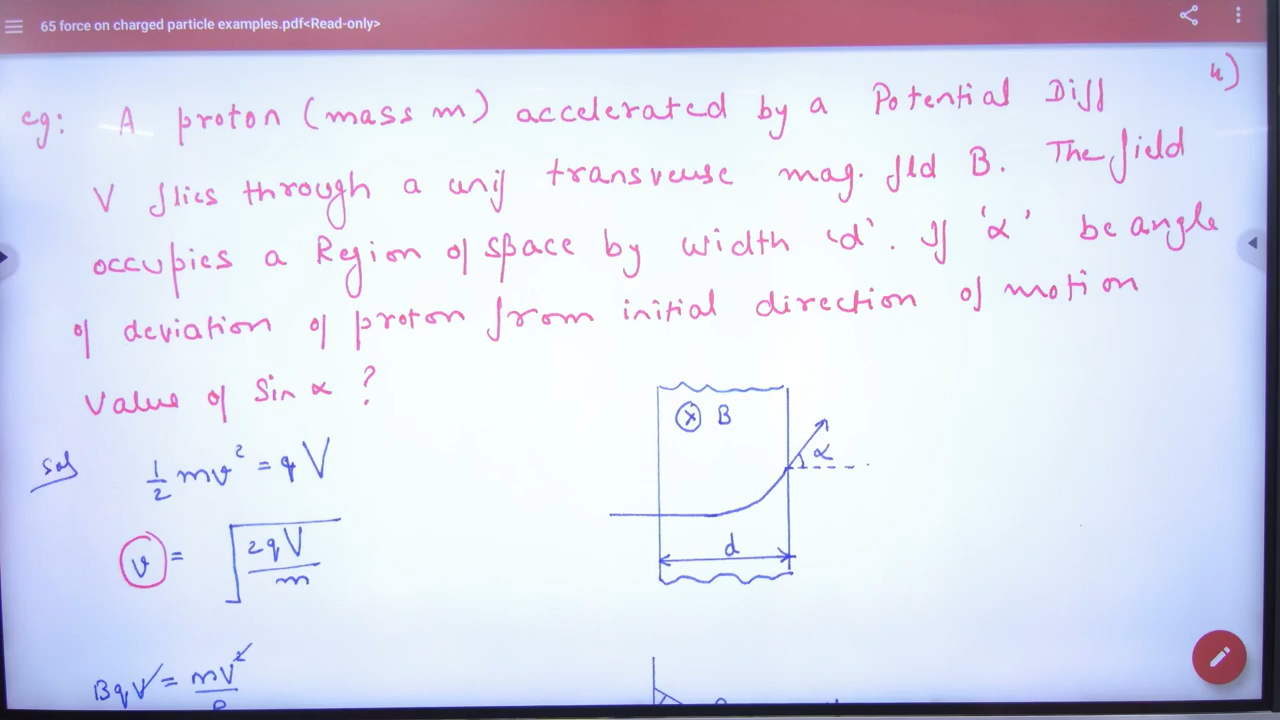 65 force on charged particle examples.pdf<Read-only>
4)
eg: A proton (mass m) accelerated by a Potential Diff
V flies through a unif transverse mag. fld B. The field
occupies a Region of space by width 'd'. If 'α' be angle
of deviation of proton from initial direction of motion
Value of Sin α ?
Sol
½ mv² = qV
v = √(2qV/m)
⊗ B
α
d
BqV = mV²/